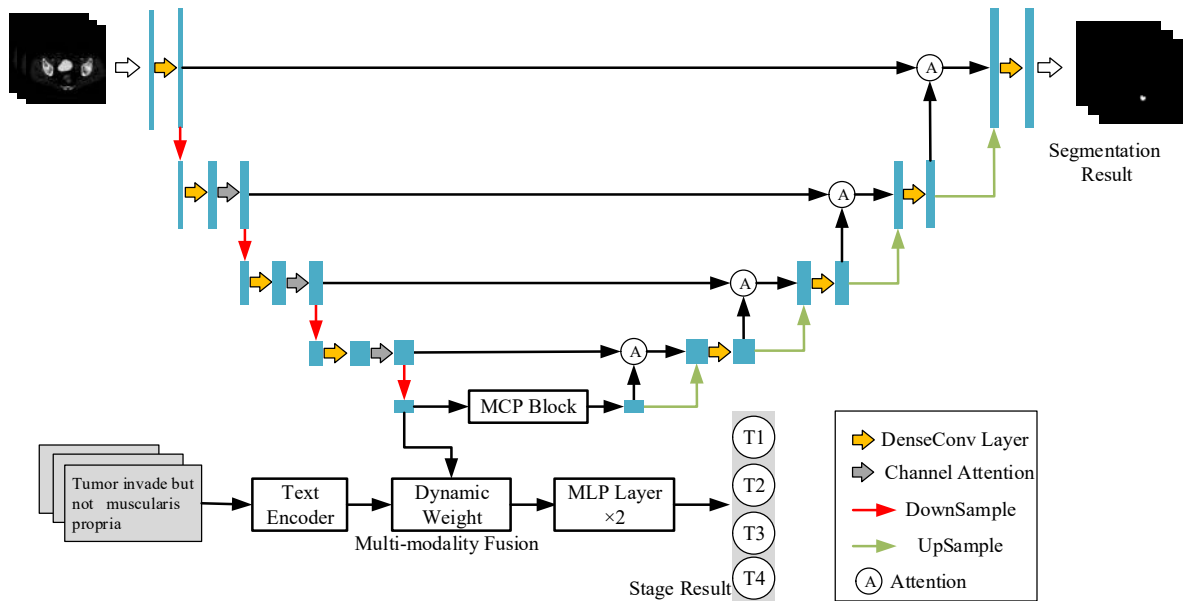 A
Segmentation
Result
A
A
A
MCP Block
Tumor invade but
not muscularis
propria
Text
Encoder
Dynamic
Weight
MLP Layer
×2
Multi-modality Fusion
T1
T2
T3
T4
Stage Result
DenseConv Layer
Channel Attention
DownSample
UpSample
A Attention